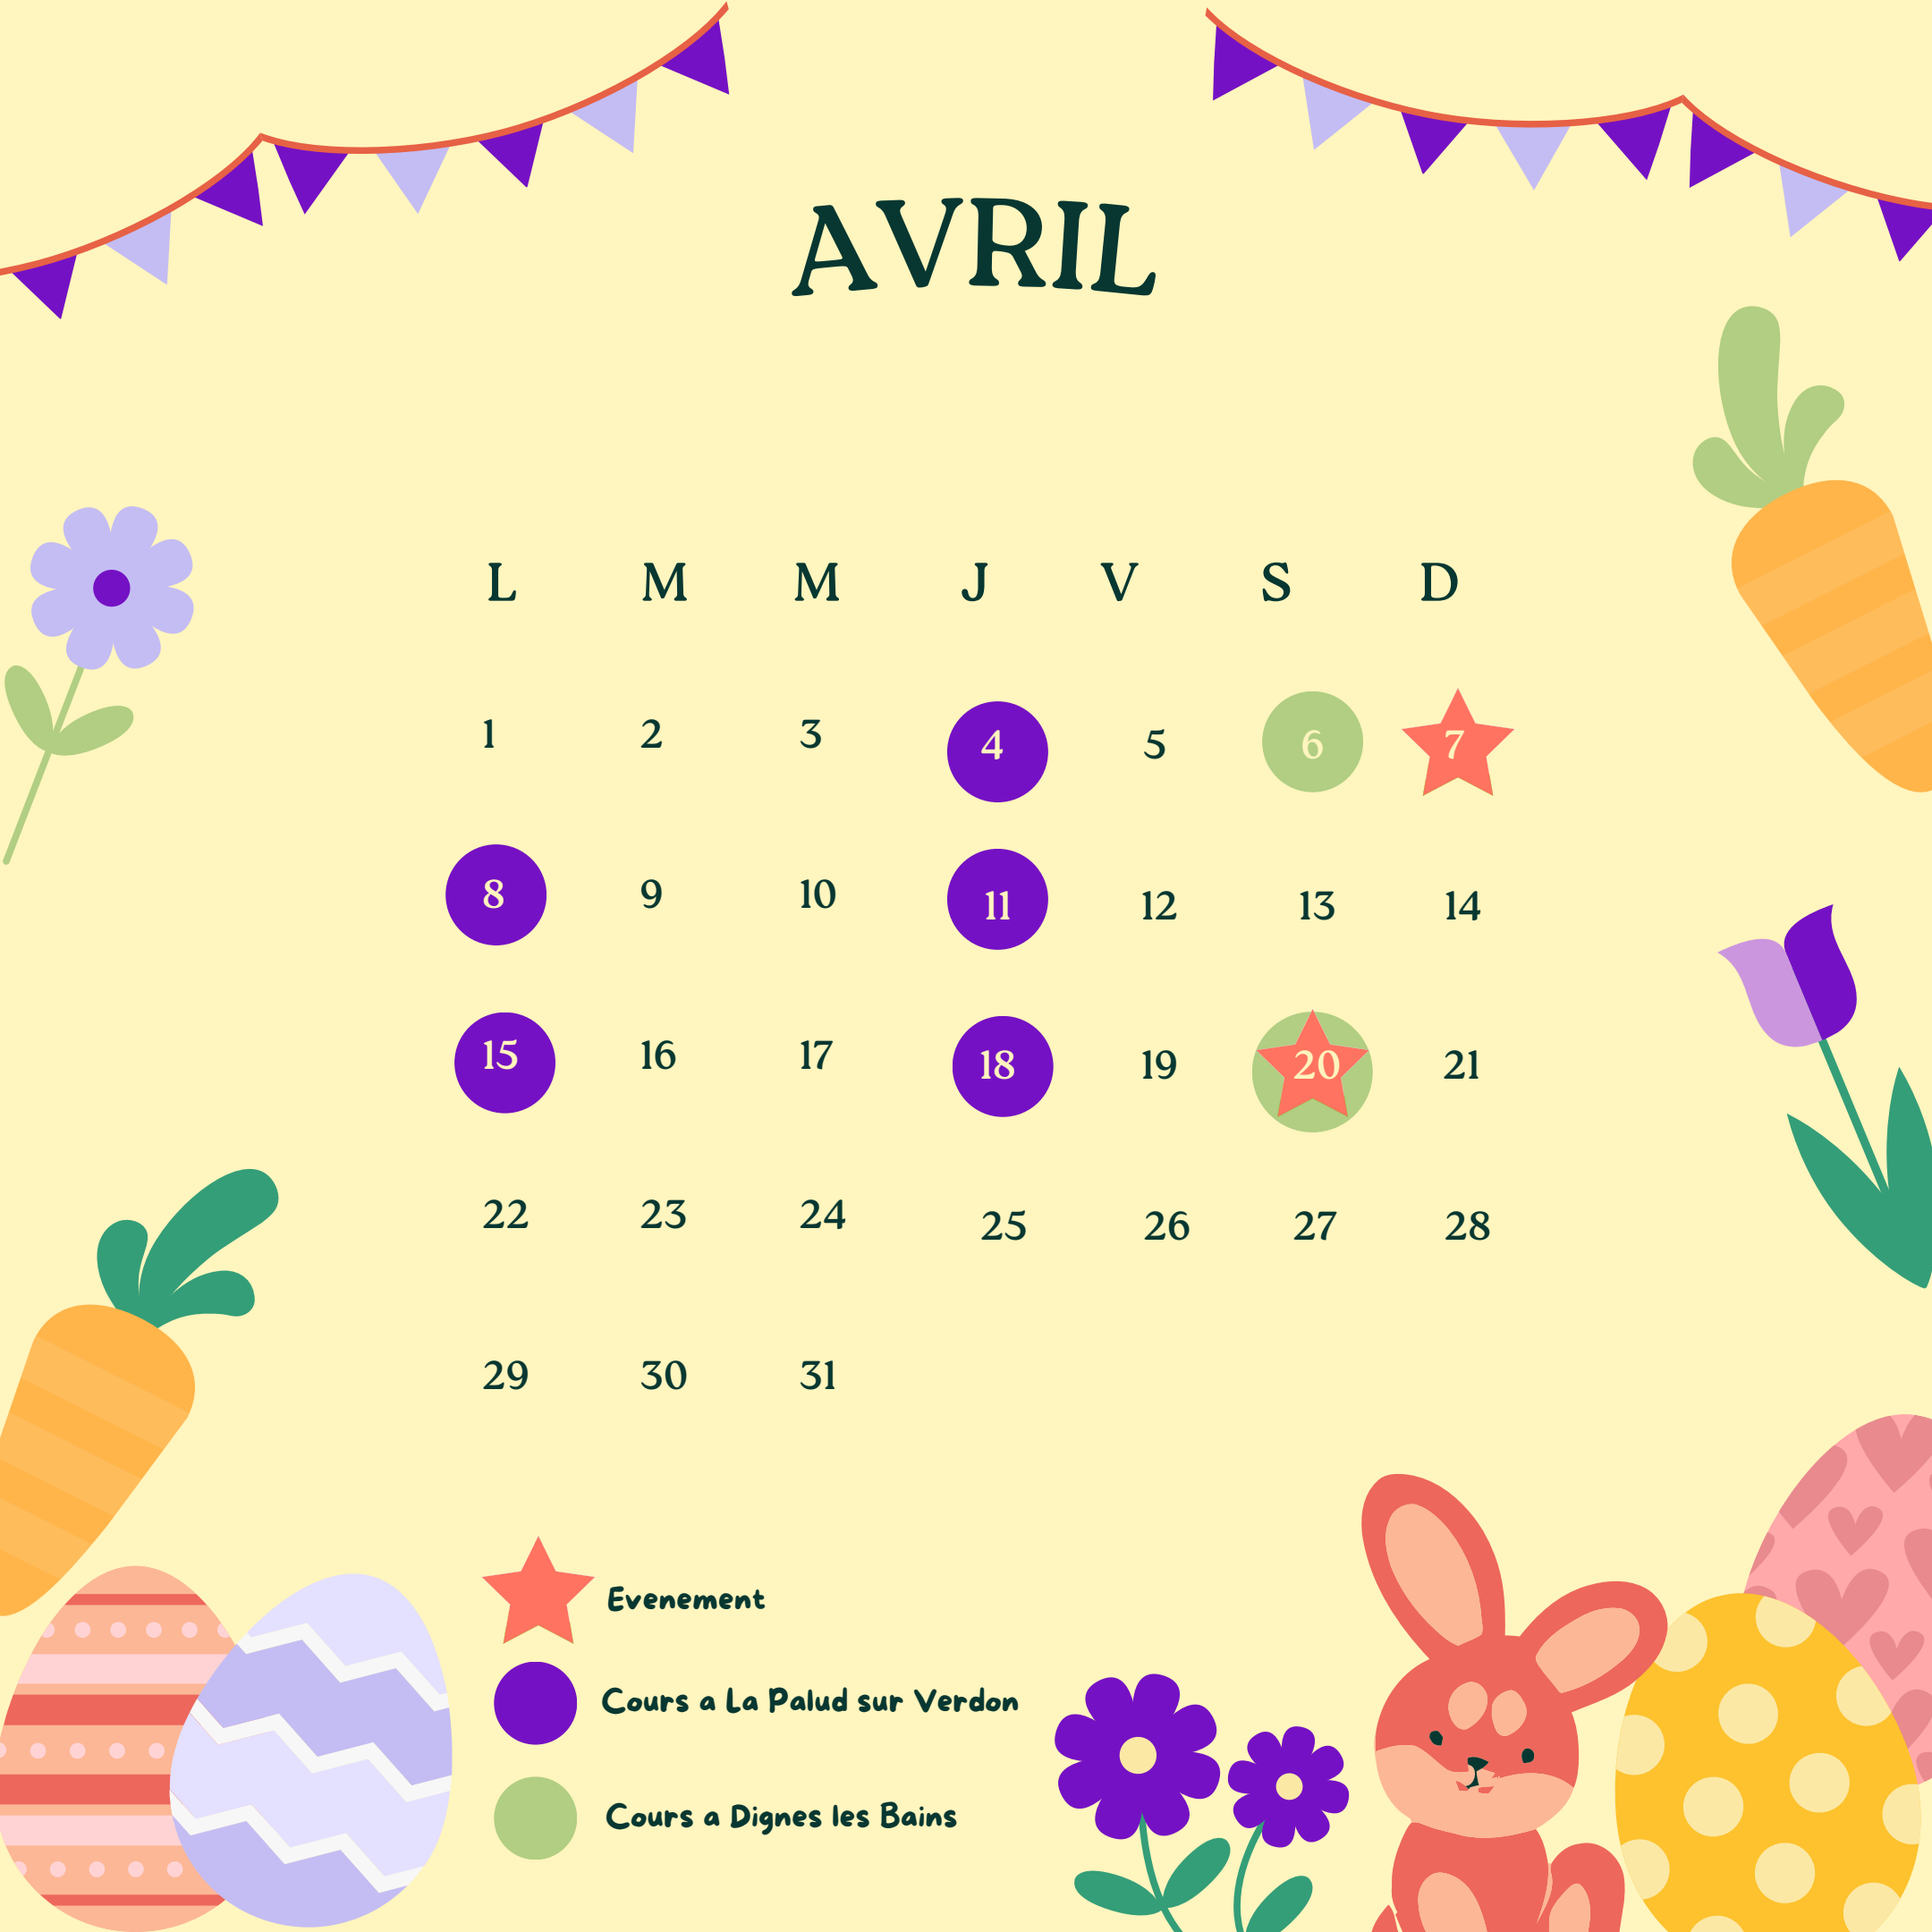 AVRIL
L M M J V S D
1 2 3 4 5 6 7
8 9 10 11 12 13 14
15 16 17 18 19 20 21
22 23 24 25 26 27 28
29 30 31
Evenement
Cours a La Palud sur Verdon
Cours a Dignes les Bains